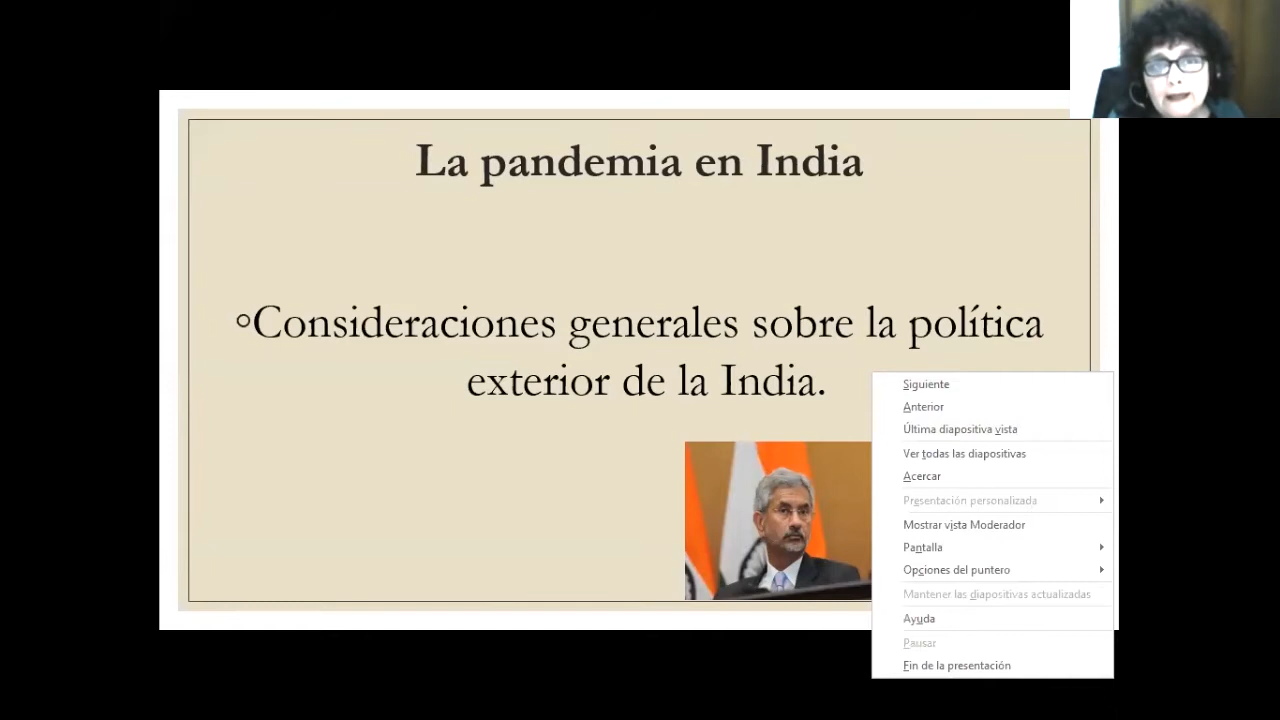 La pandemia en India
◦Consideraciones generales sobre la política
exterior de la India.
Siguiente
Anterior
Última diapositiva vista
Ver todas las diapositivas
Acercar
Presentación personalizada
Mostrar vista Moderador
Pantalla
Opciones del puntero
Mantener las diapositivas actualizadas
Ayuda
Pausar
Fin de la presentación